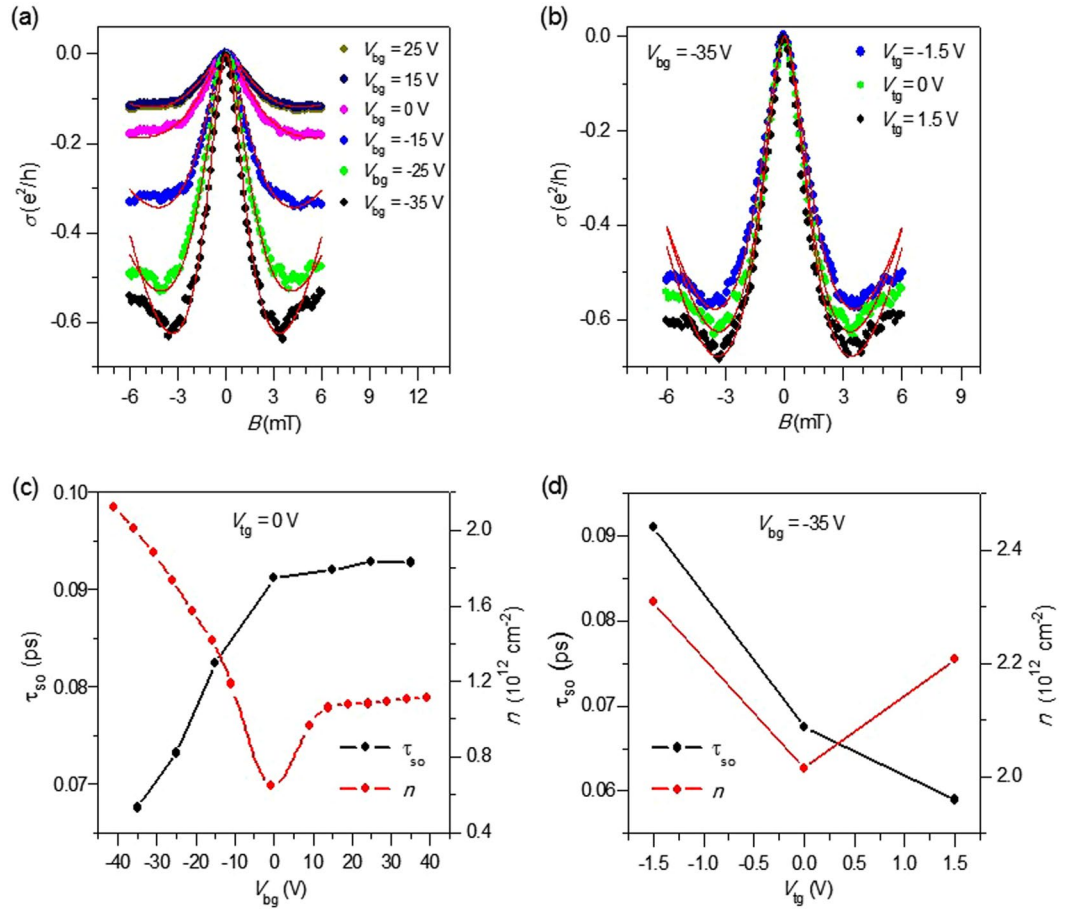 (a)
0.0
-0.2
-0.4
-0.6
σ(e²/h)
V_bg = 25 V
V_bg = 15 V
V_bg = 0 V
V_bg = -15 V
V_bg = -25 V
V_bg = -35 V
-6 -3 0 3 6 9 12
B(mT)
(b)
0.0
-0.2
-0.4
-0.6
σ(e²/h)
V_bg = -35V
V_tg = -1.5 V
V_tg = 0 V
V_tg = 1.5 V
-6 -3 0 3 6 9
B(mT)
(c)
0.10
0.09
0.08
0.07
τ_so (ps)
V_tg = 0 V
τ_so
n
2.0
1.6
1.2
0.8
0.4
n (10¹² cm⁻²)
-40 -30 -20 -10 0 10 20 30 40
V_bg (V)
(d)
0.09
0.08
0.07
0.06
τ_so (ps)
V_bg = -35 V
τ_so
n
2.4
2.2
2.0
n (10¹² cm⁻²)
-1.5 -1.0 -0.5 0.0 0.5 1.0 1.5
V_tg (V)